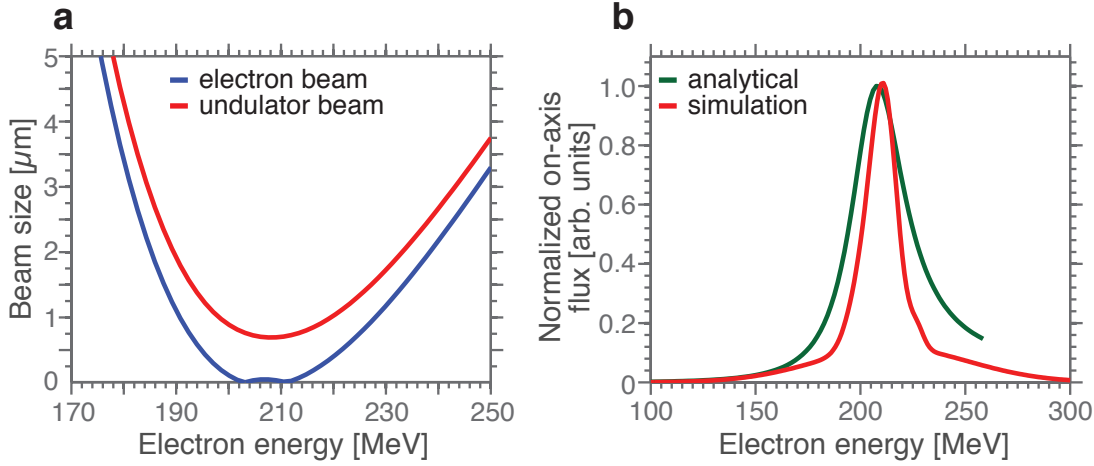 a
5
4
3
2
1
0
Beam size [μm]
electron beam
undulator beam
170
190
210
230
250
Electron energy [MeV]
b
1.0
0.8
0.6
0.4
0.2
0
Normalized on-axis
flux [arb. units]
analytical
simulation
100
150
200
250
300
Electron energy [MeV]